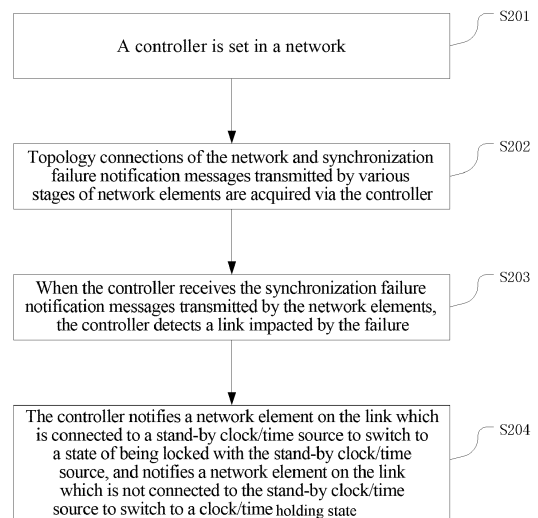 S201
A controller is set in a network
S202
Topology connections of the network and synchronization
failure notification messages transmitted by various
stages of network elements are acquired via the controller
S203
When the controller receives the synchronization failure
notification messages transmitted by the network elements,
the controller detects a link impacted by the failure
S204
The controller notifies a network element on the link which
is connected to a stand-by clock/time source to switch to
a state of being locked with the stand-by clock/time
source, and notifies a network element on the link
which is not connected to the stand-by clock/time
source to switch to a clock/time holding state